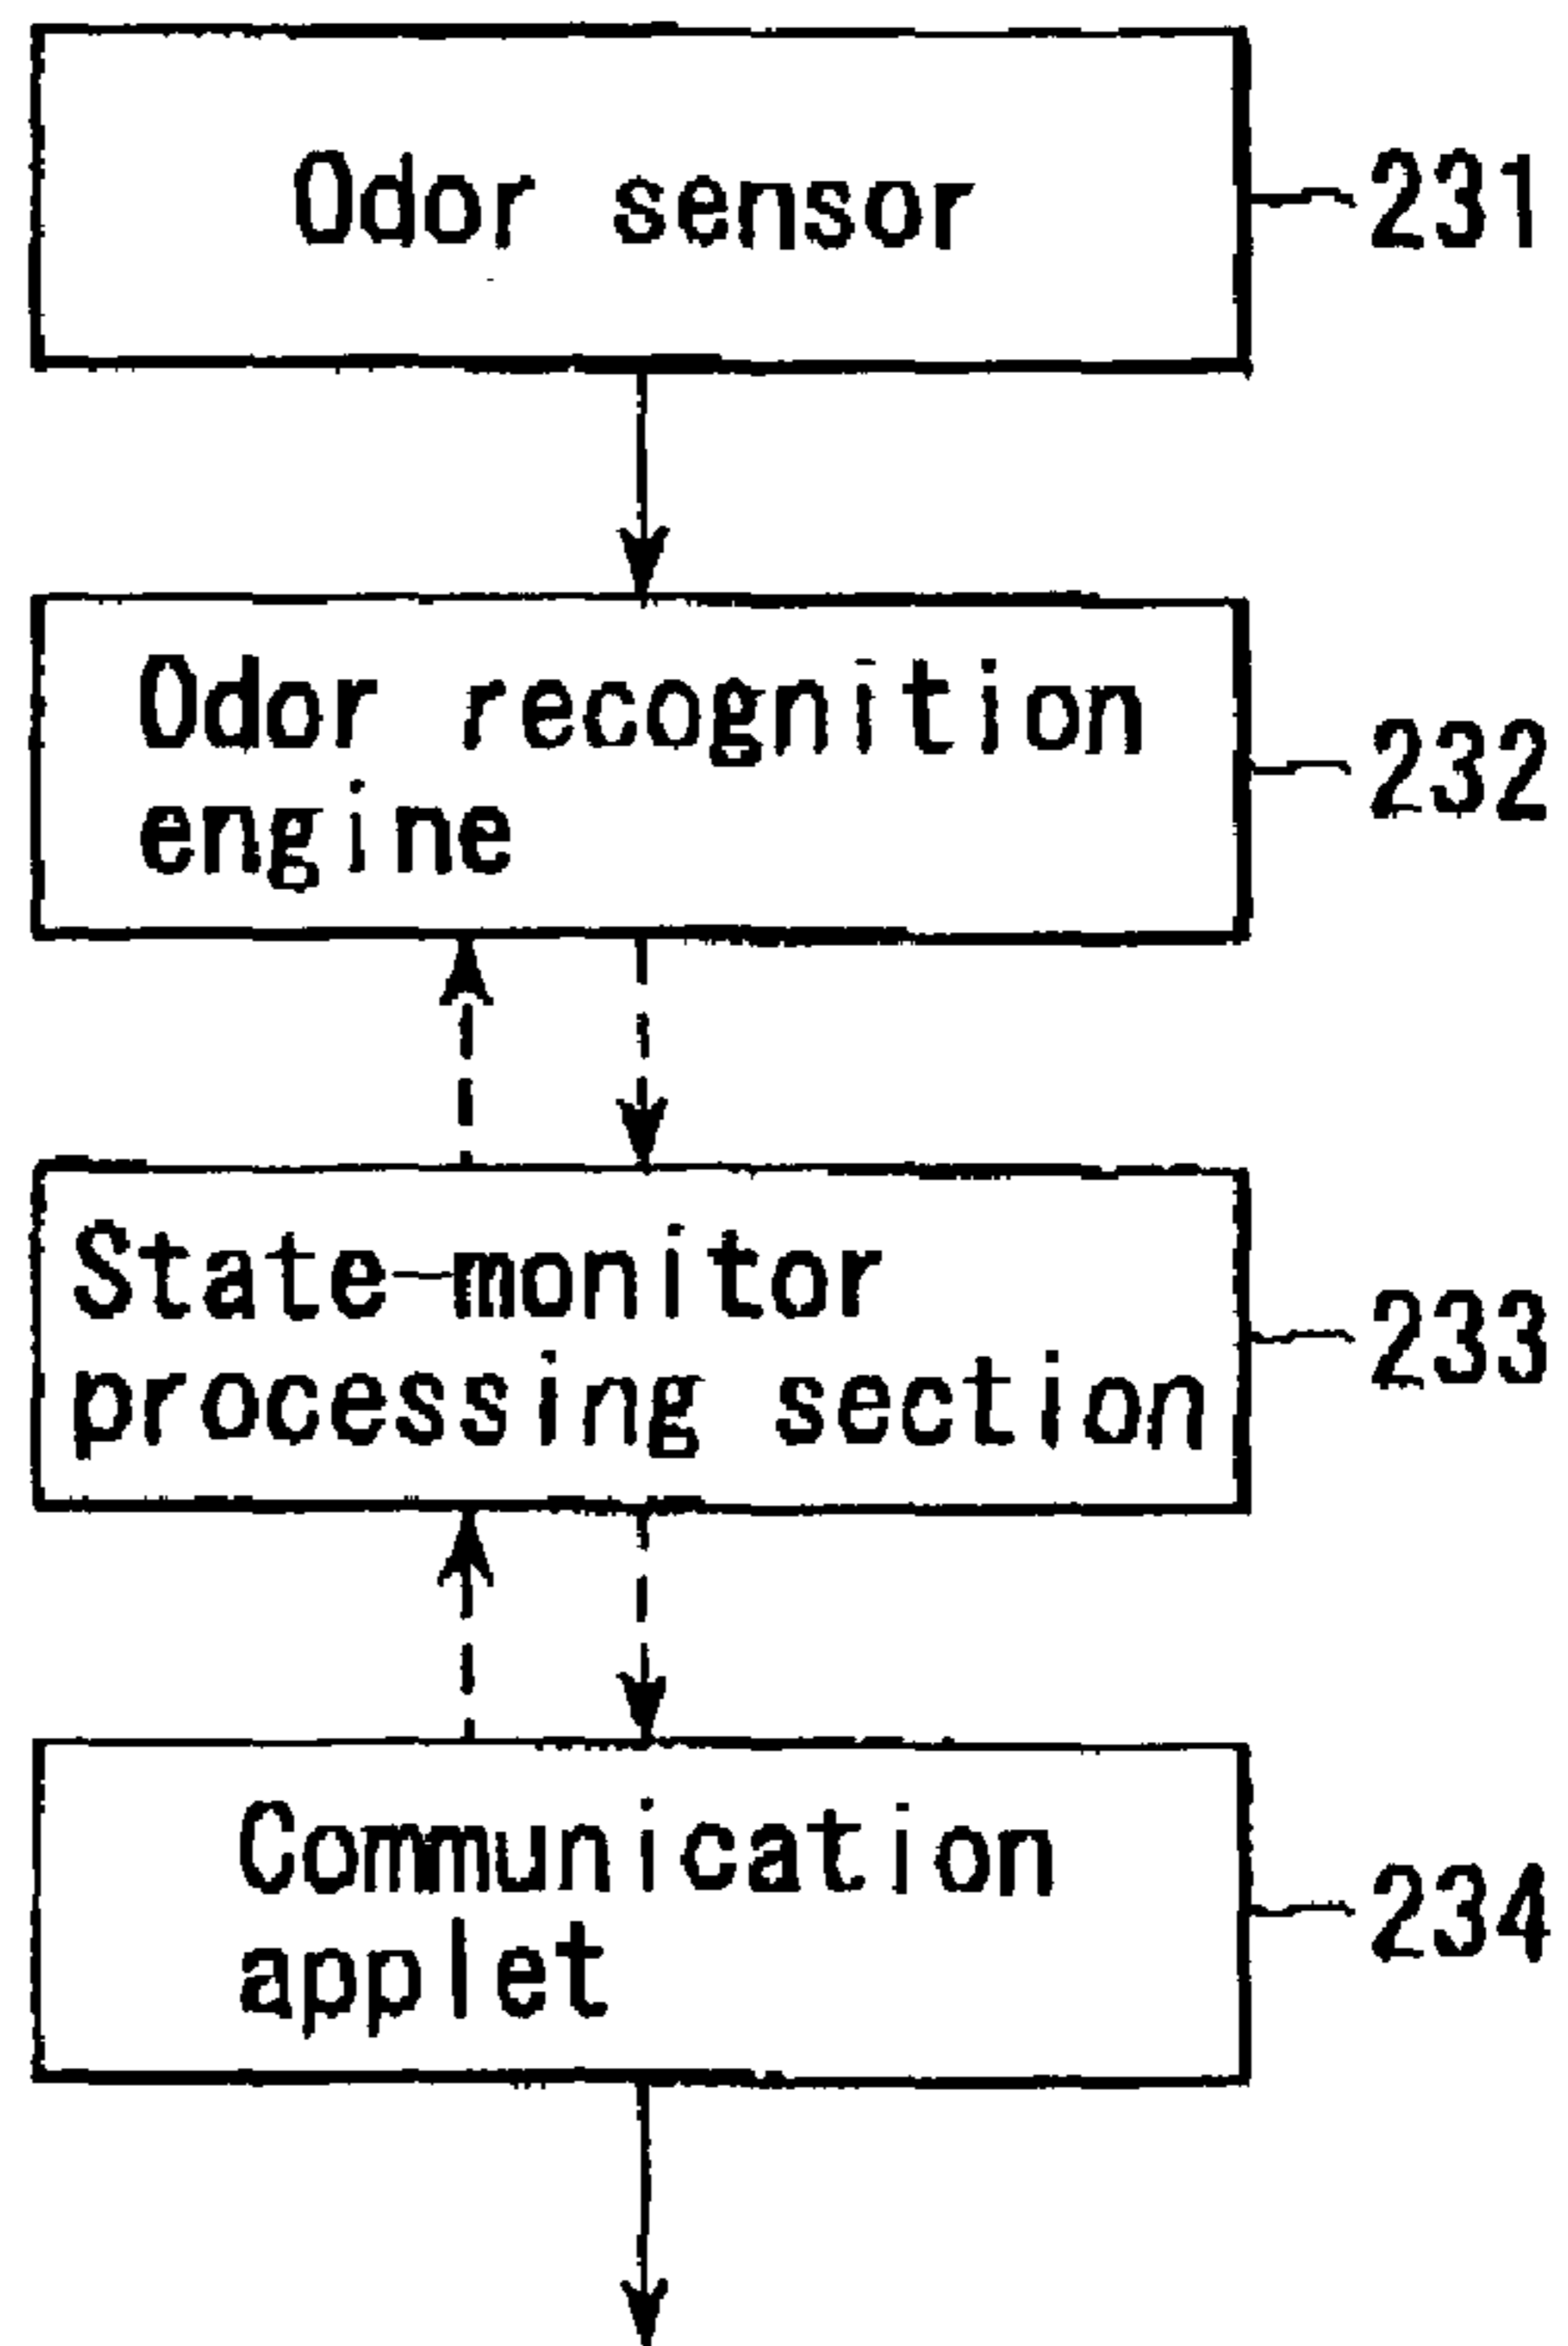 Odor sensor
231
Odor recognition
engine
232
State-monitor
processing section
233
Communication
applet
234